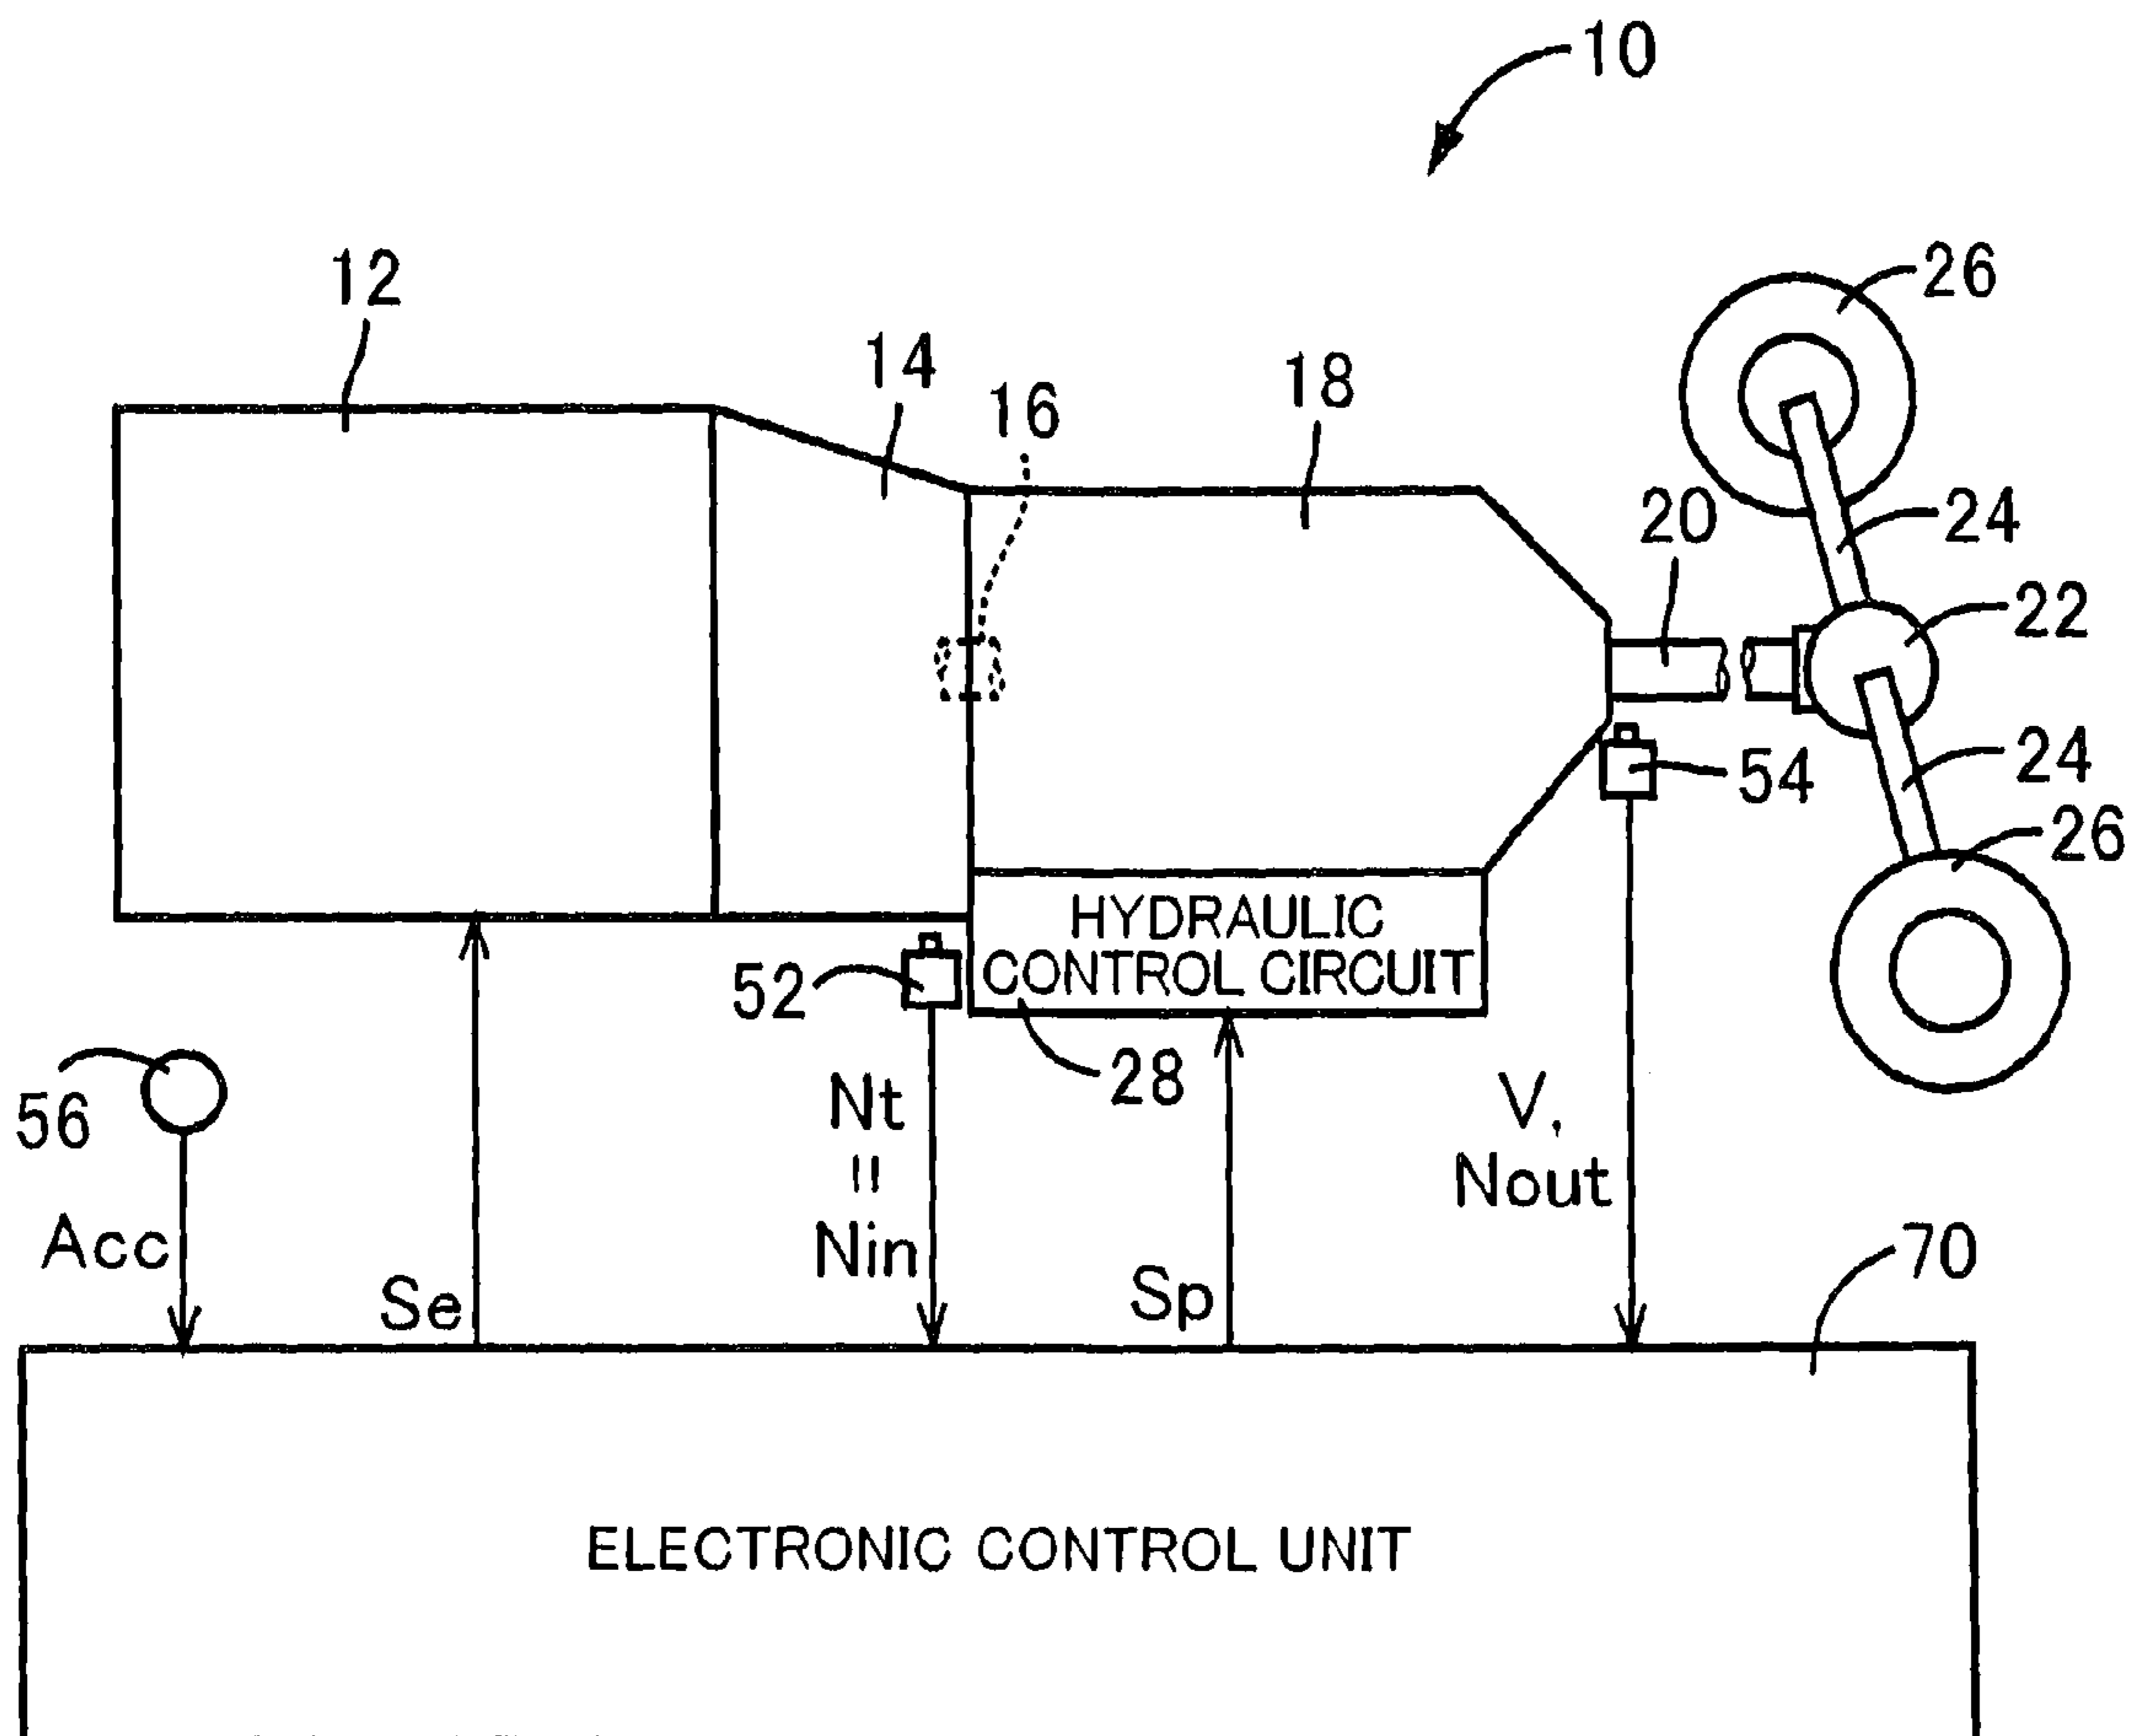 10
12
14
16
18
20
26
24
22
24
54
26
HYDRAULIC
CONTROL CIRCUIT
52
28
56
Nt
=
Nin
V,
Nout
Acc
Se
Sp
70
ELECTRONIC CONTROL UNIT